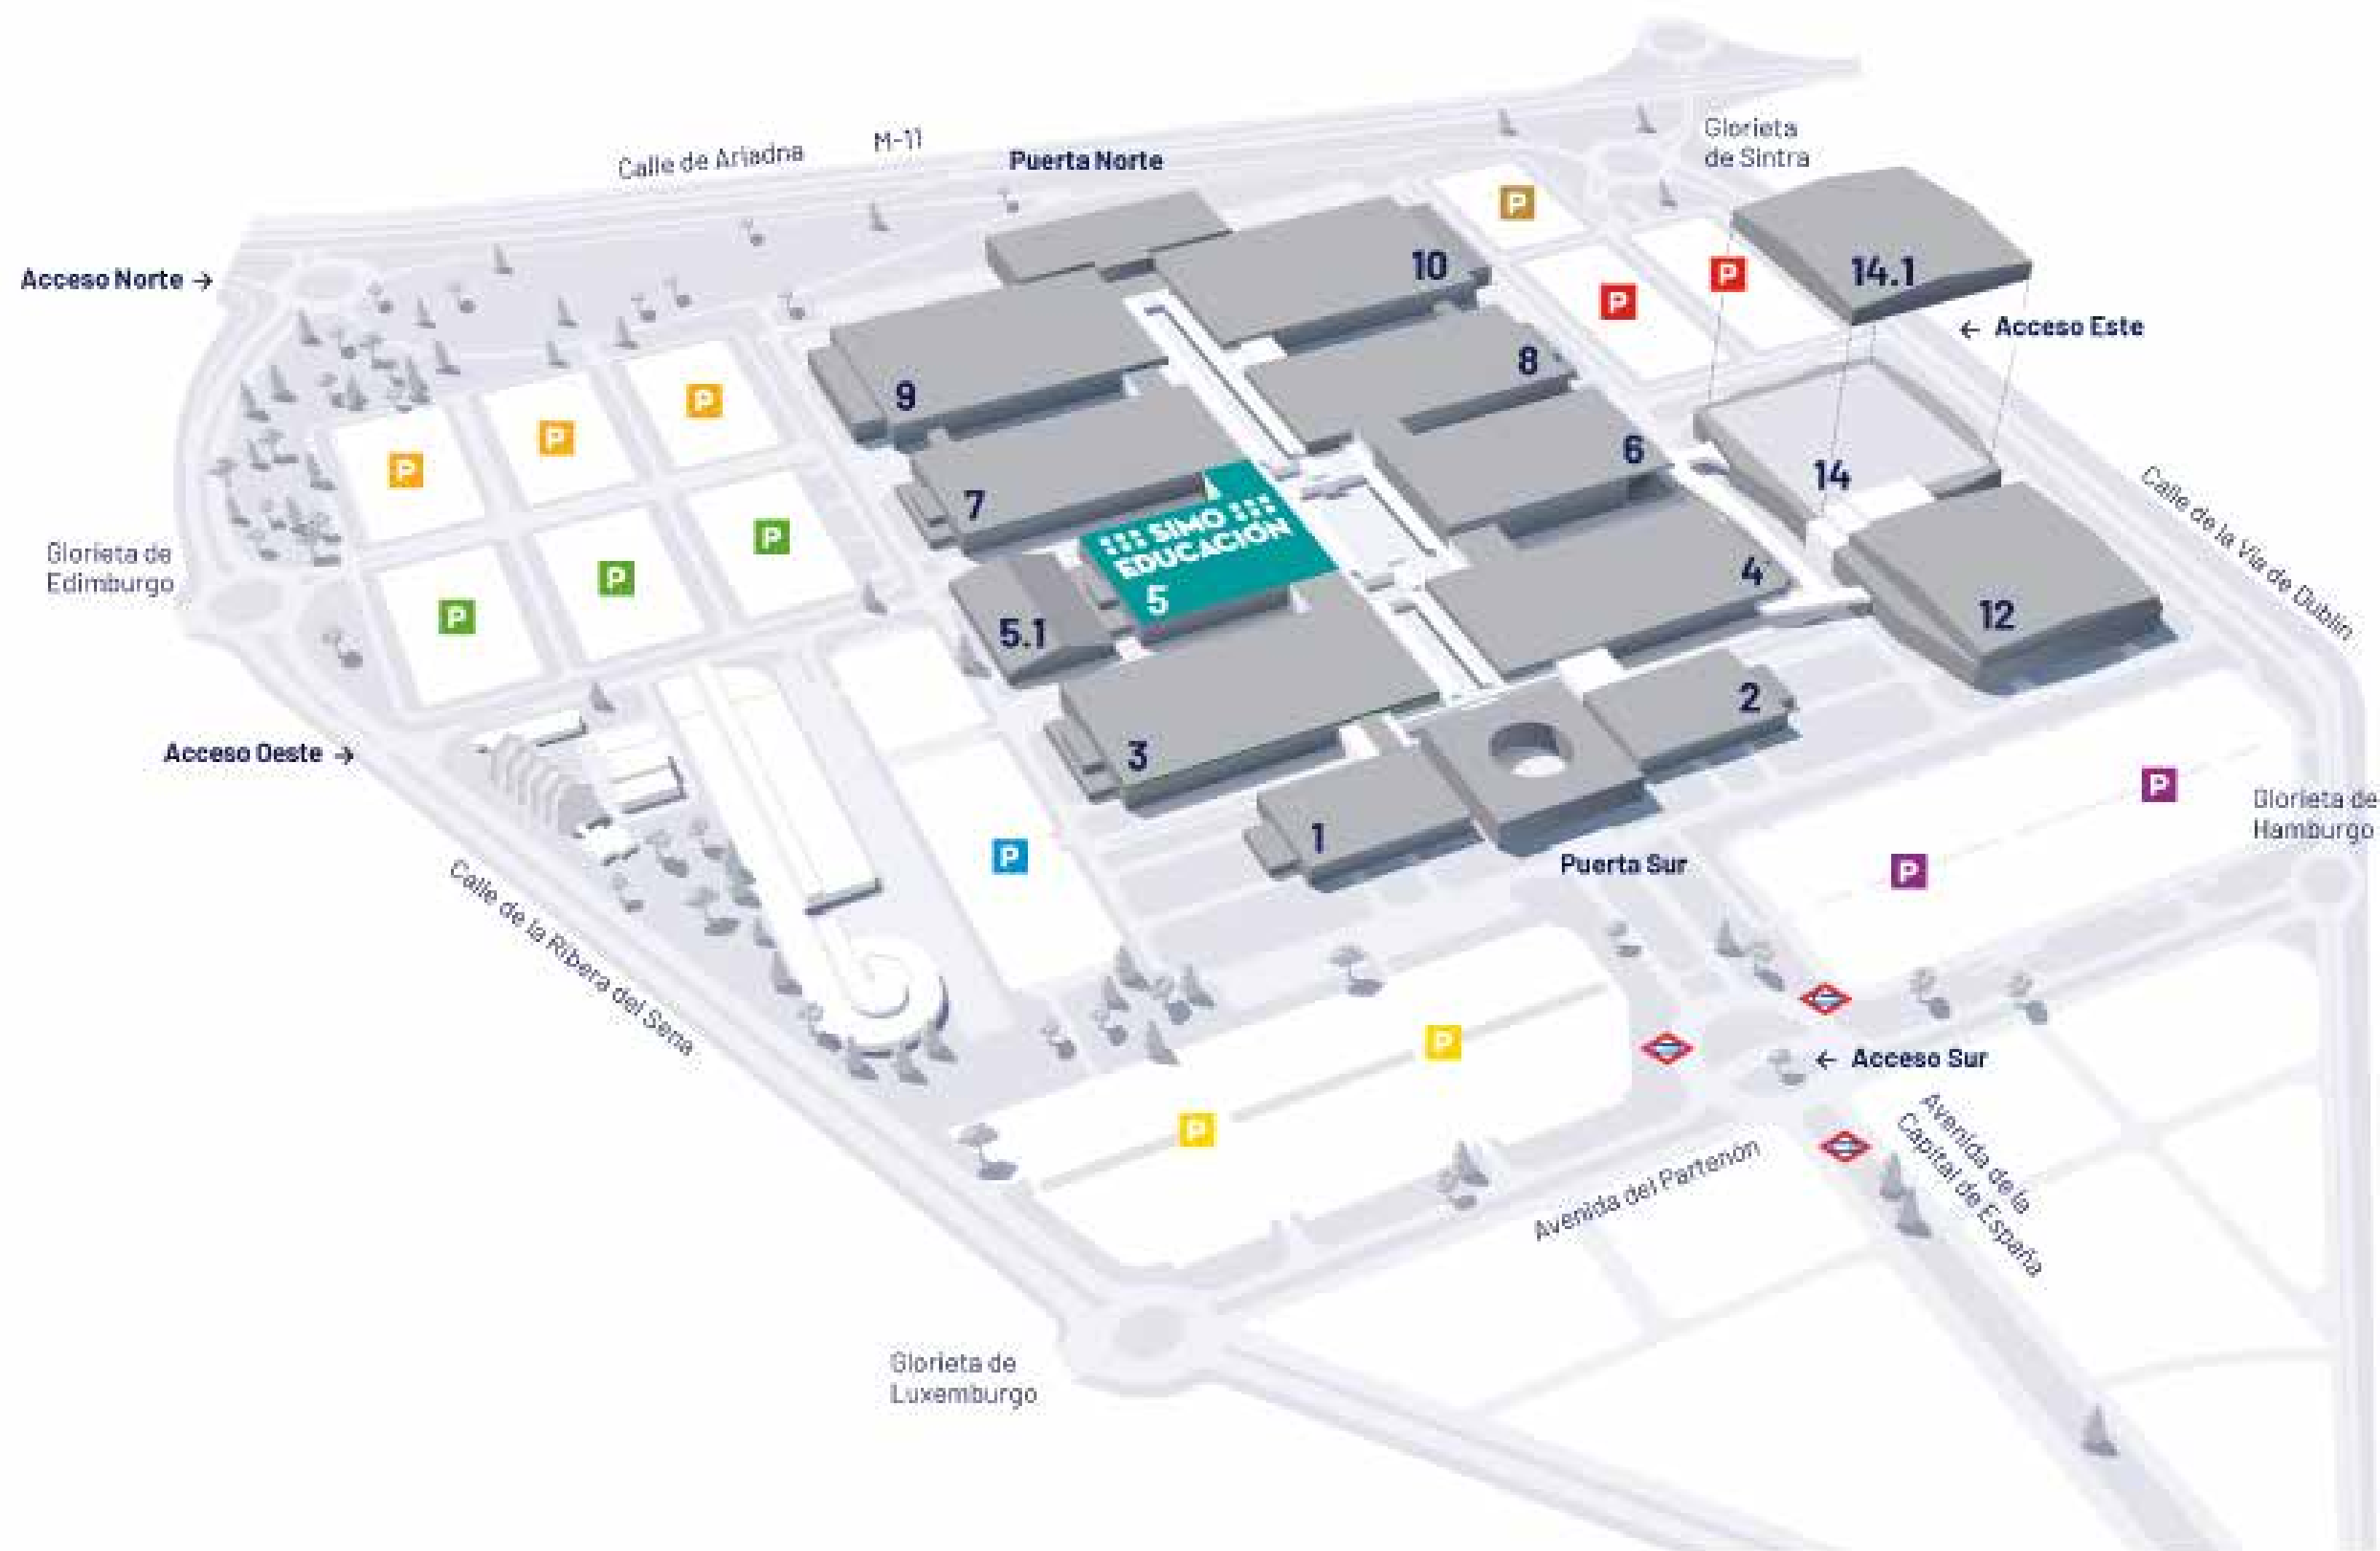 Calle de Ariadna
M-11
Puerta Norte
Glorieta
de Sintra
P
Acceso Norte →
10
14.1
P
P
← Acceso Este
8
9
P
P
P
6
14
7
Calle de la Vía de Dublín
SIMO
EDUCACIÓN
5
P
P
P
Glorieta de
Edimburgo
4
12
5.1
2
Acceso Oeste →
3
P
Glorieta de
Hamburgo
1
P
Puerta Sur
P
Calle de la Ribera del Sena
P
← Acceso Sur
P
Avenida del Partenón
Avenida de la
Capital de España
Glorieta de
Luxemburgo